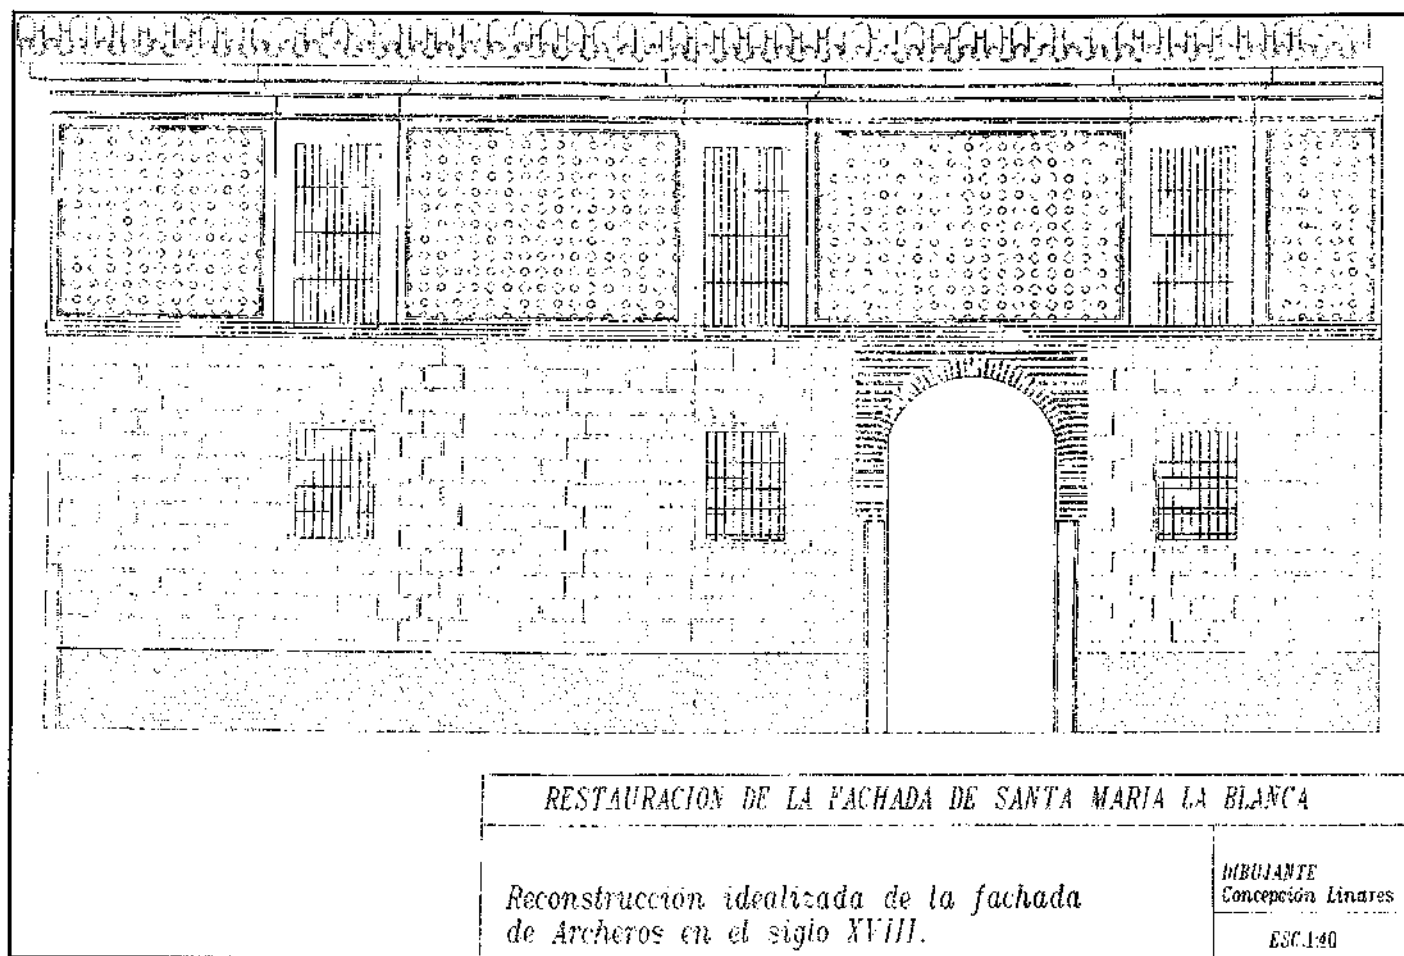 RESTAURACION DE LA FACHADA DE SANTA MARIA LA BLANCA
Reconstrucción idealizada de la fachada
de Archeros en el siglo XVIII.
DIBUJANTE
Concepción Linares
ESC.1:40